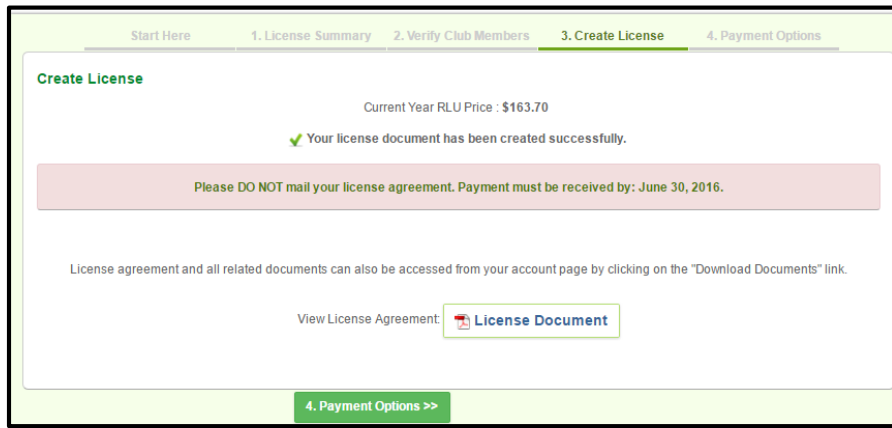 Start Here 1. License Summary 2. Verify Club Members 3. Create License 4. Payment Options
Create License
Current Year RLU Price : $163.70
Your license document has been created successfully.
Please DO NOT mail your license agreement. Payment must be received by: June 30, 2016.
License agreement and all related documents can also be accessed from your account page by clicking on the "Download Documents" link.
View License Agreement: License Document
4. Payment Options >>